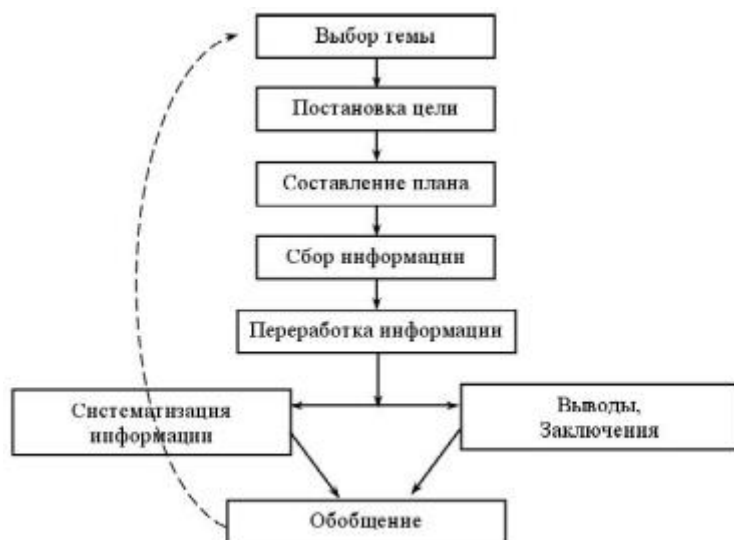 Выбор темы
Постановка цели
Составление плана
Сбор информации
Переработка информации
Систематизация
информации
Выводы,
Заключения
Обобщение